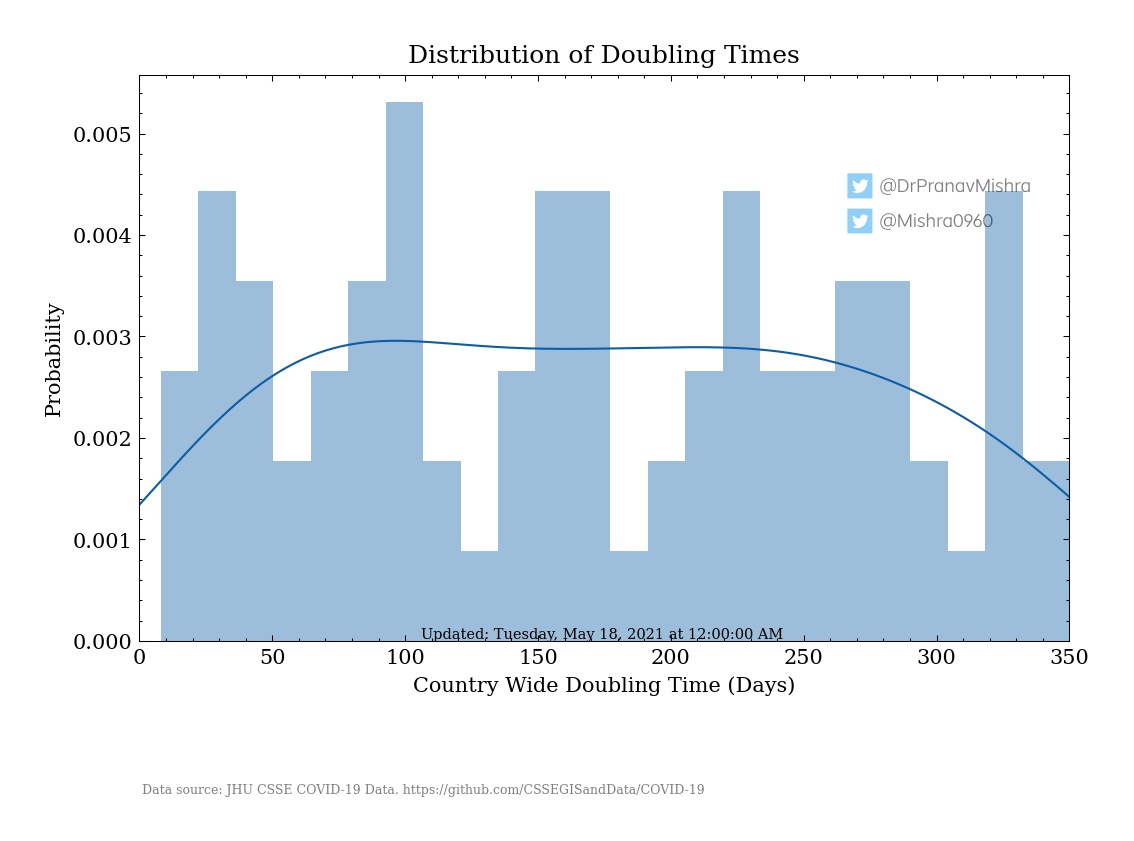 Distribution of Doubling Times
0.005
0.004
0.003
0.002
0.001
0.000
Probability
@DrPranavMishra
@Mishra0960
Updated; Tuesday, May 18, 2021 at 12:00:00 AM
0 50 100 150 200 250 300 350
Country Wide Doubling Time (Days)
Data source: JHU CSSE COVID-19 Data. https://github.com/CSSEGISandData/COVID-19